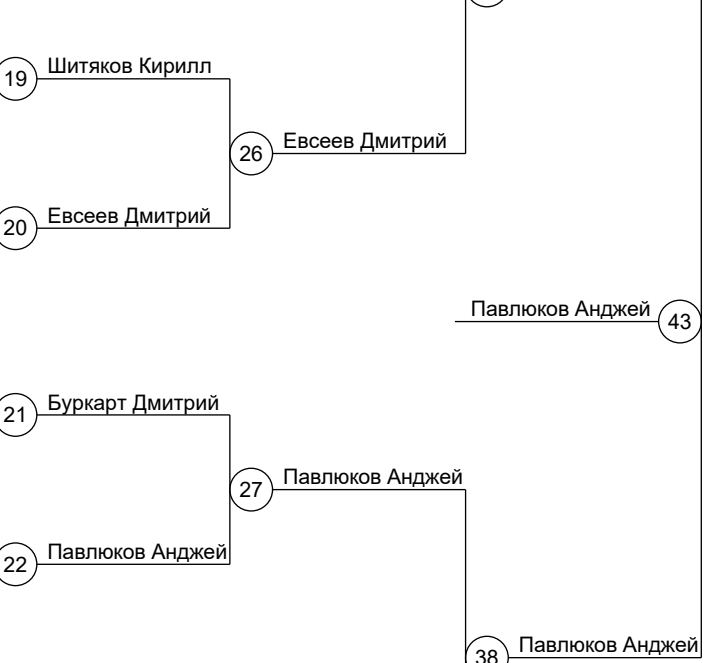 19 Шитяков Кирилл
26 Евсеев Дмитрий
20 Евсеев Дмитрий
Павлюков Анджей 43
21 Буркарт Дмитрий
27 Павлюков Анджей
22 Павлюков Анджей
38 Павлюков Анджей